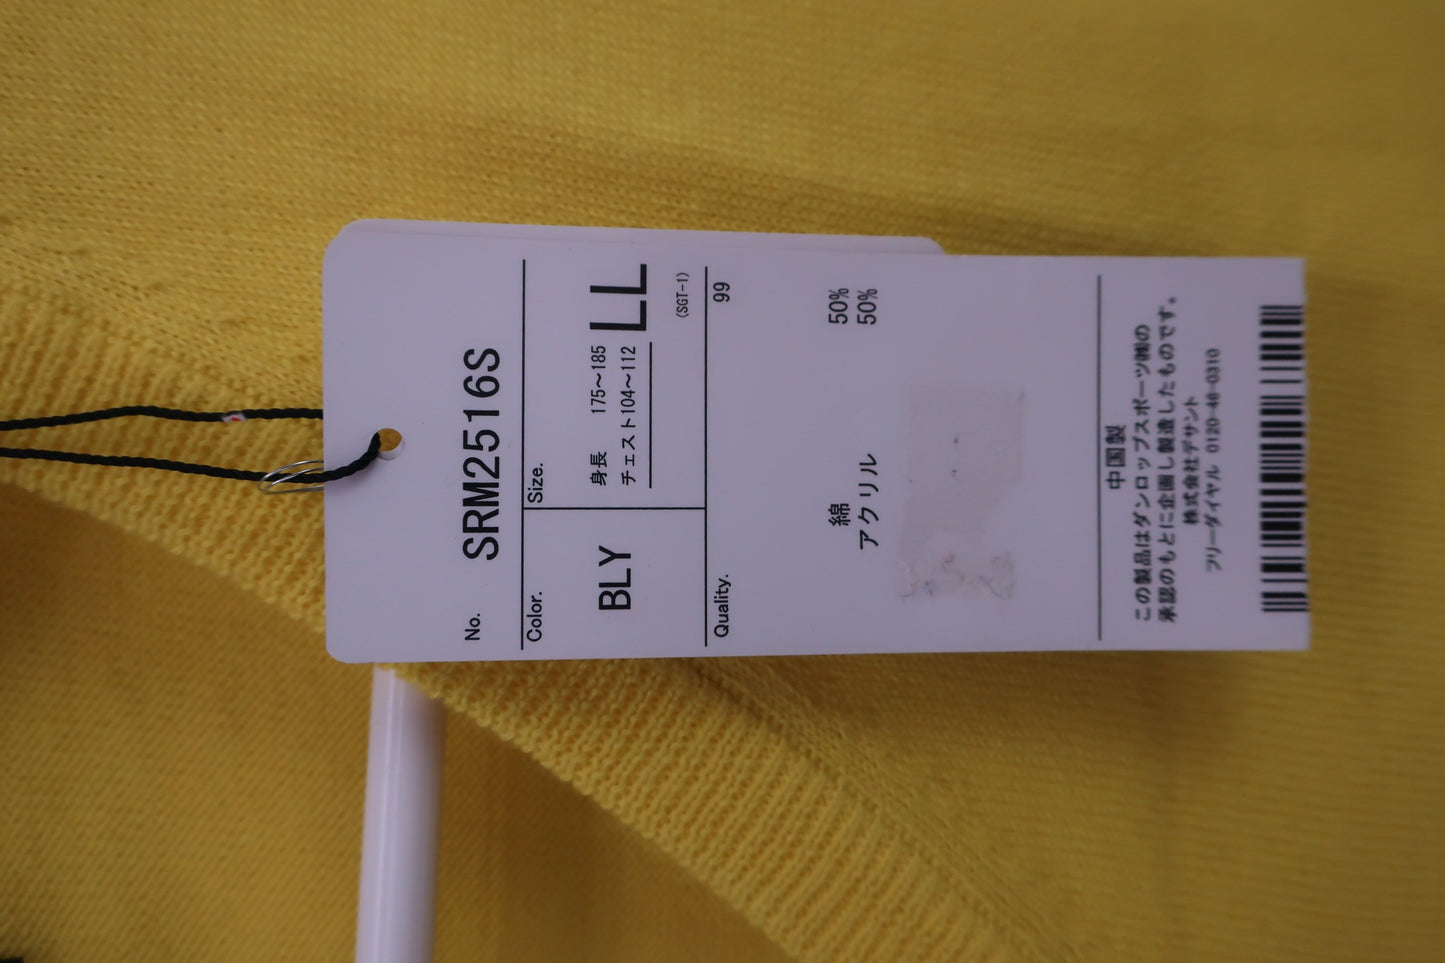 No. SRM2516S
Color. Size.
BLY
身長 175～185
チェスト104～112
LL
(SGT-1)
Quality. 99
綿 50%
アクリル 50%
中国製
この製品はダンロップスポーツ㈱の
承認のもとに企画し製造したものです。
株式会社デサント
フリーダイヤル 0120-46-0310